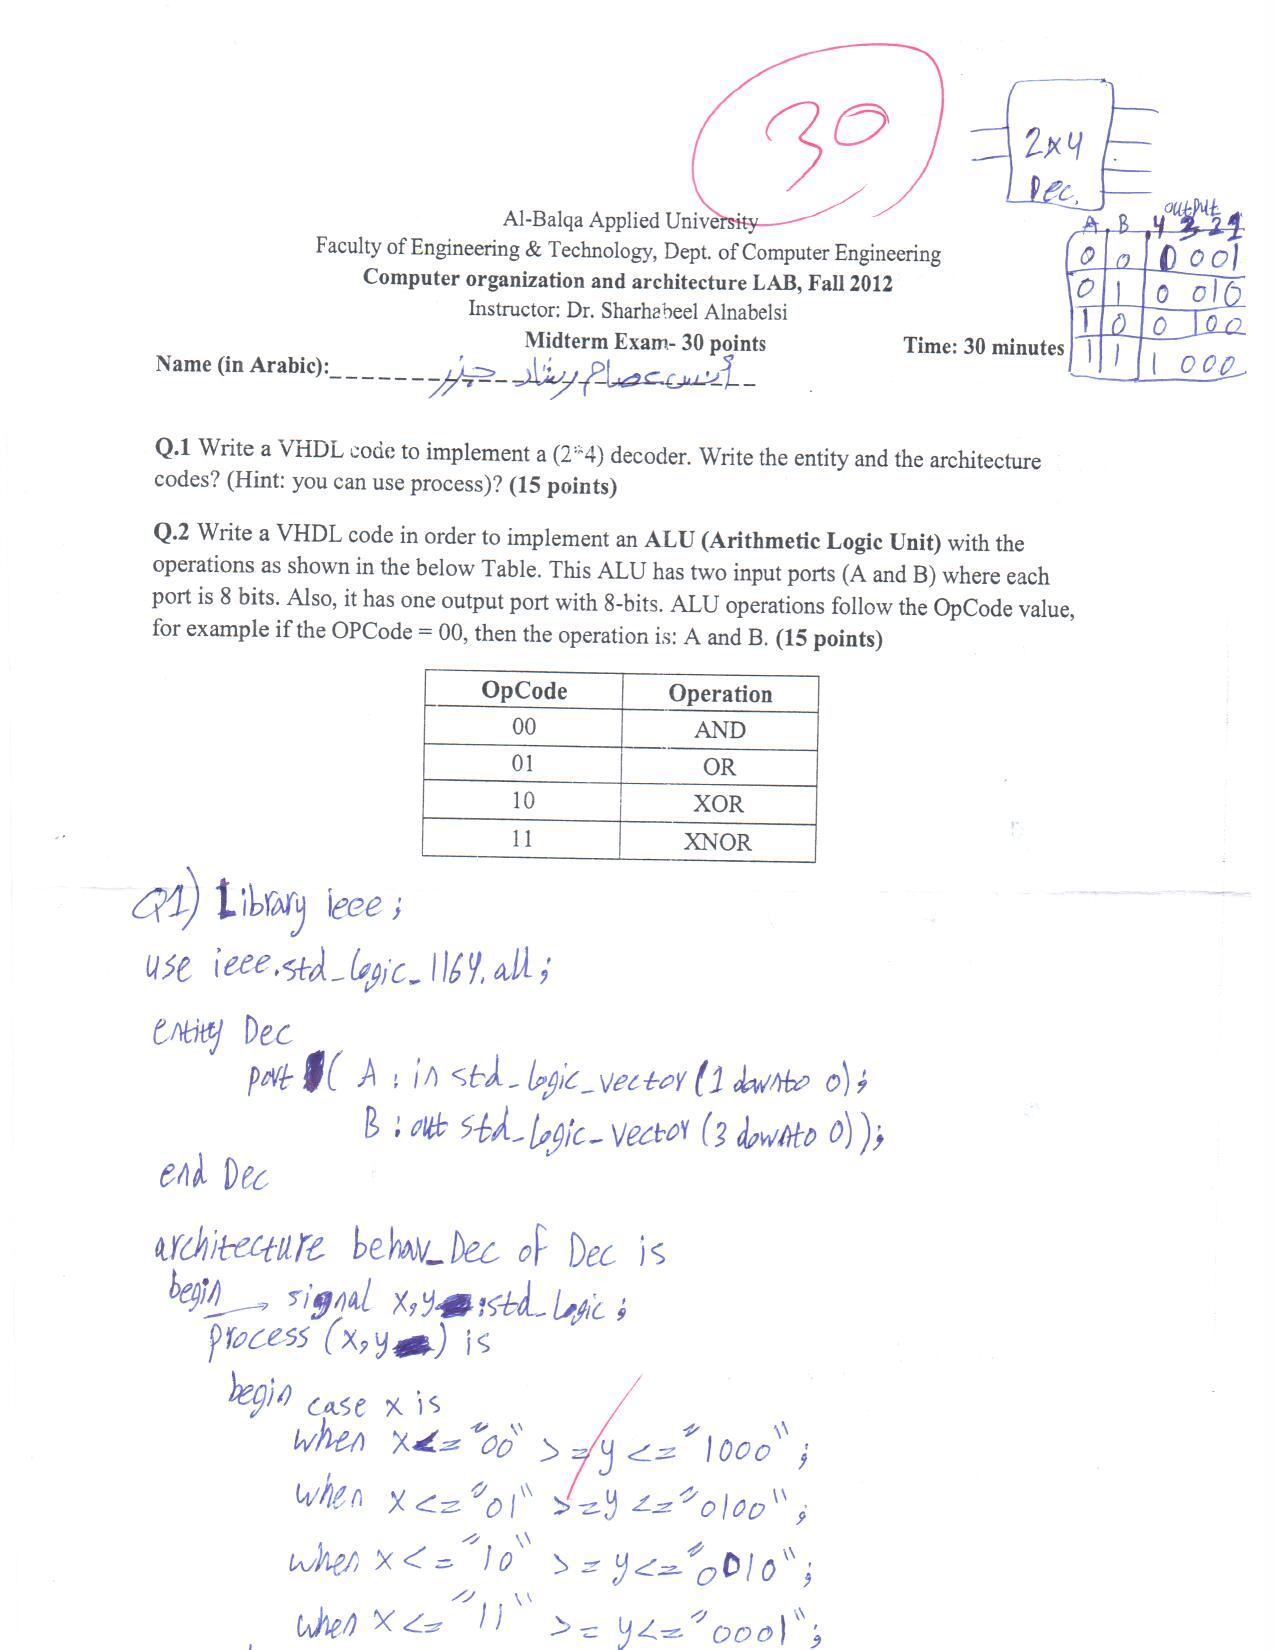 30
2x4
Dec.
output
A B 4 3 2 1
0 0 0 0 0 1
0 1 0 0 1 0
1 0 0 1 0 0
1 1 1 0 0 0
Al-Balqa Applied University
Faculty of Engineering & Technology, Dept. of Computer Engineering
Computer organization and architecture LAB, Fall 2012
Instructor: Dr. Sharhabeel Alnabelsi
Midterm Exam- 30 points Time: 30 minutes
Name (in Arabic):_ _ _ _ _ _ _ أنس عصام رشاد
Q.1 Write a VHDL code to implement a (2*4) decoder. Write the entity and the architecture
codes? (Hint: you can use process)? (15 points)
Q.2 Write a VHDL code in order to implement an ALU (Arithmetic Logic Unit) with the
operations as shown in the below Table. This ALU has two input ports (A and B) where each
port is 8 bits. Also, it has one output port with 8-bits. ALU operations follow the OpCode value,
for example if the OPCode = 00, then the operation is: A and B. (15 points)
OpCode Operation
00 AND
01 OR
10 XOR
11 XNOR
Q1) Library ieee;
use ieee.std_logic_1164.all;
entity Dec
port ( A : in std_logic_vector (1 downto 0);
B : out std_logic_vector (3 downto 0));
end Dec
architecture behav_Dec of Dec is
begin signal x,y :std_logic;
process (x,y ) is
begin case x is
when x<="00" >=y<="1000";
when x<="01" >=y<="0100";
when x<="10" >=y<="0010";
when x<="11" >=y<="0001";